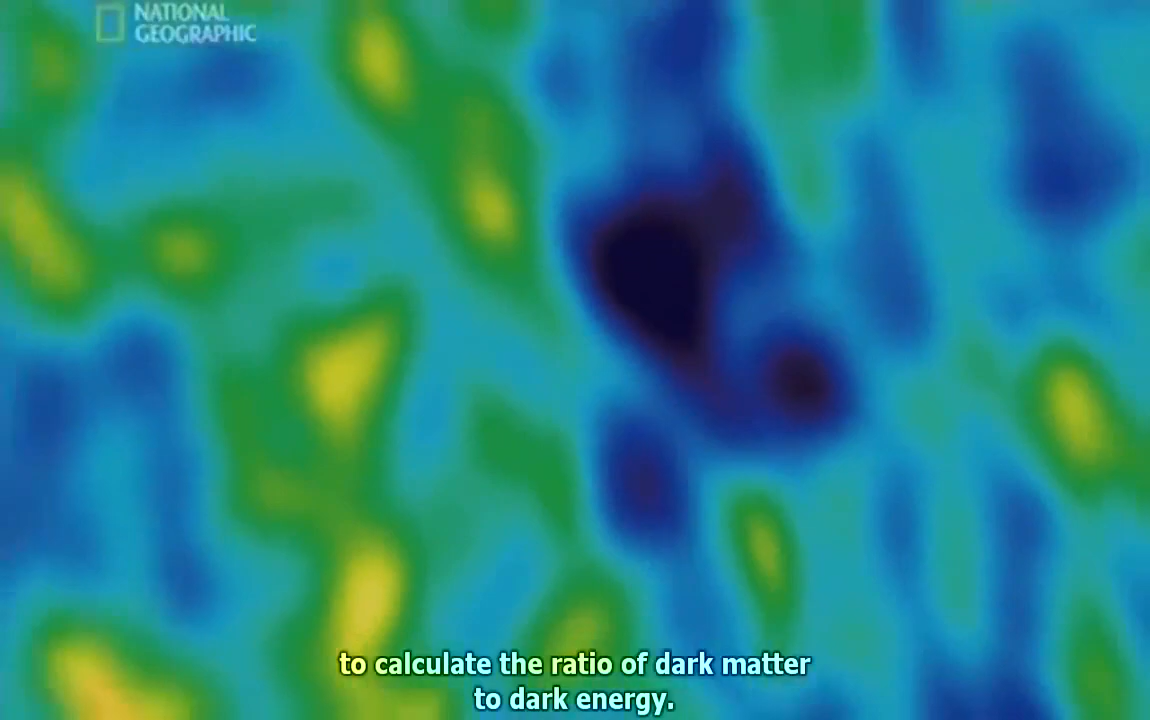 NATIONAL
GEOGRAPHIC
to calculate the ratio of dark matter
to dark energy.